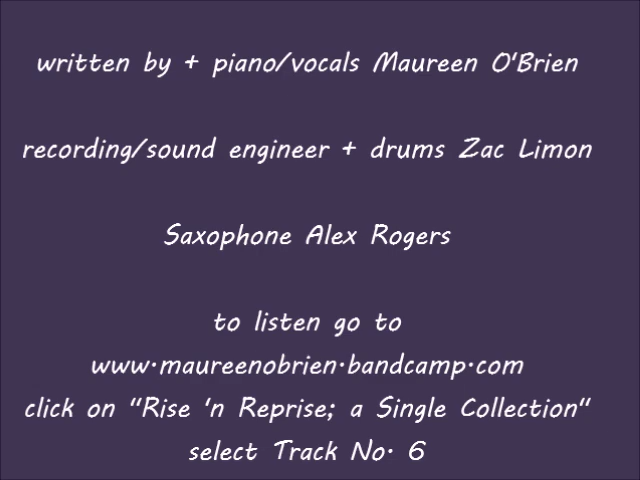 written by + piano/vocals Maureen O'Brien
recording/sound engineer + drums Zac Limon
Saxophone Alex Rogers
to listen go to
www.maureenobrien.bandcamp.com
click on "Rise 'n Reprise; a Single Collection"
select Track No. 6